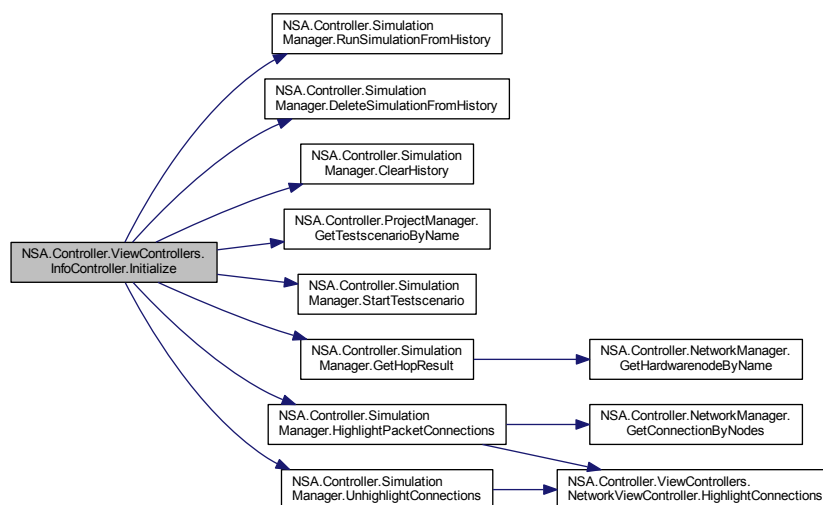 NSA.Controller.Simulation
Manager.RunSimulationFromHistory
NSA.Controller.Simulation
Manager.DeleteSimulationFromHistory
NSA.Controller.Simulation
Manager.ClearHistory
NSA.Controller.ProjectManager.
GetTestscenarioByName
NSA.Controller.ViewControllers.
InfoController.Initialize
NSA.Controller.Simulation
Manager.StartTestscenario
NSA.Controller.Simulation
Manager.GetHopResult
NSA.Controller.NetworkManager.
GetHardwarenodeByName
NSA.Controller.Simulation
Manager.HighlightPacketConnections
NSA.Controller.NetworkManager.
GetConnectionByNodes
NSA.Controller.Simulation
Manager.UnhighlightConnections
NSA.Controller.ViewControllers.
NetworkViewController.HighlightConnections